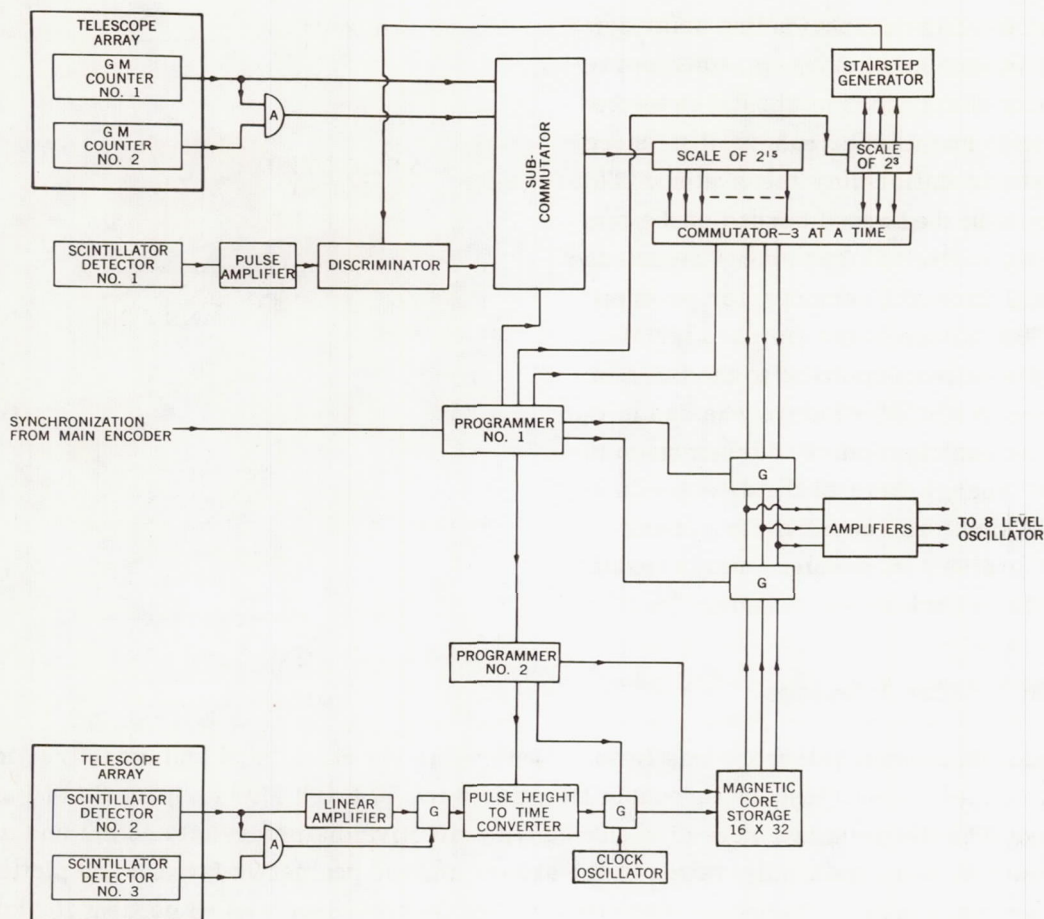 TELESCOPE
ARRAY
G M
COUNTER
NO. 1
G M
COUNTER
NO. 2
A
SCINTILLATOR
DETECTOR
NO. 1
PULSE
AMPLIFIER
DISCRIMINATOR
SUB-
COMMUTATOR
STAIRSTEP
GENERATOR
SCALE OF 2¹⁵
SCALE
OF 2³
COMMUTATOR—3 AT A TIME
SYNCHRONIZATION
FROM MAIN ENCODER
PROGRAMMER
NO. 1
G
AMPLIFIERS
TO 8 LEVEL
OSCILLATOR
G
PROGRAMMER
NO. 2
TELESCOPE
ARRAY
SCINTILLATOR
DETECTOR
NO. 2
SCINTILLATOR
DETECTOR
NO. 3
A
LINEAR
AMPLIFIER
G
PULSE HEIGHT
TO TIME
CONVERTER
G
CLOCK
OSCILLATOR
MAGNETIC
CORE
STORAGE
16 X 32